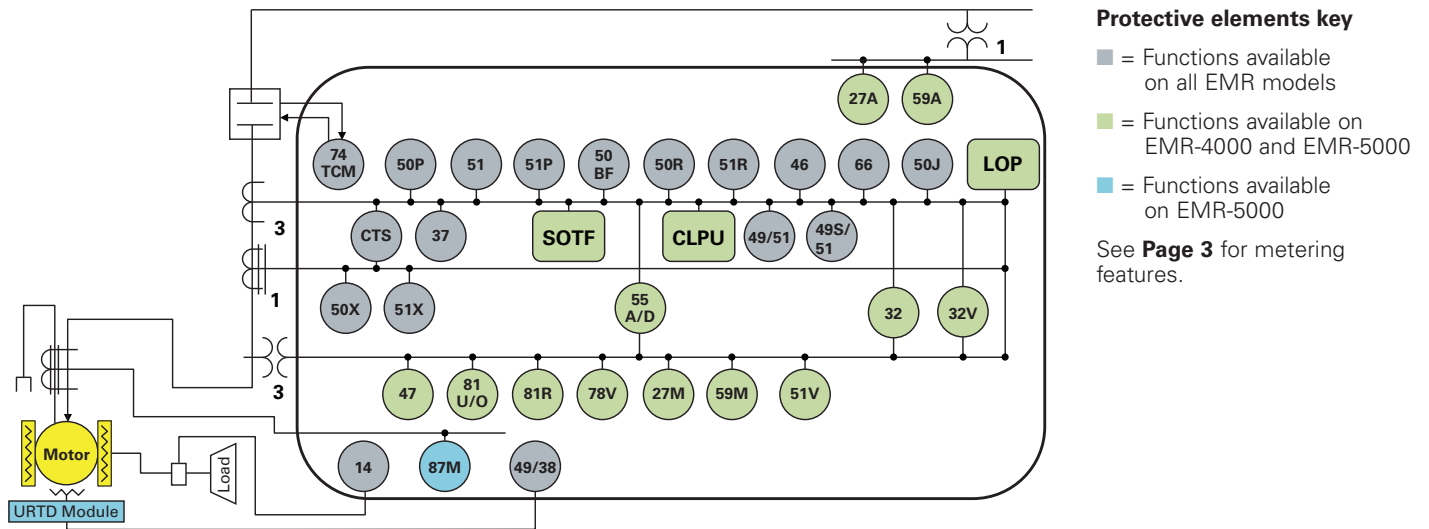 1
27A
59A
74
TCM
50P
51
51P
50
BF
50R
51R
46
66
50J
LOP
3
CTS
37
SOTF
CLPU
49/51
49S/
51
1
50X
51X
55
A/D
32
32V
3
47
81
U/O
81R
78V
27M
59M
51V
Motor
Load
14
87M
49/38
URTD Module
Protective elements key
= Functions available
on all EMR models
= Functions available on
EMR-4000 and EMR-5000
= Functions available
on EMR-5000
See Page 3 for metering
features.